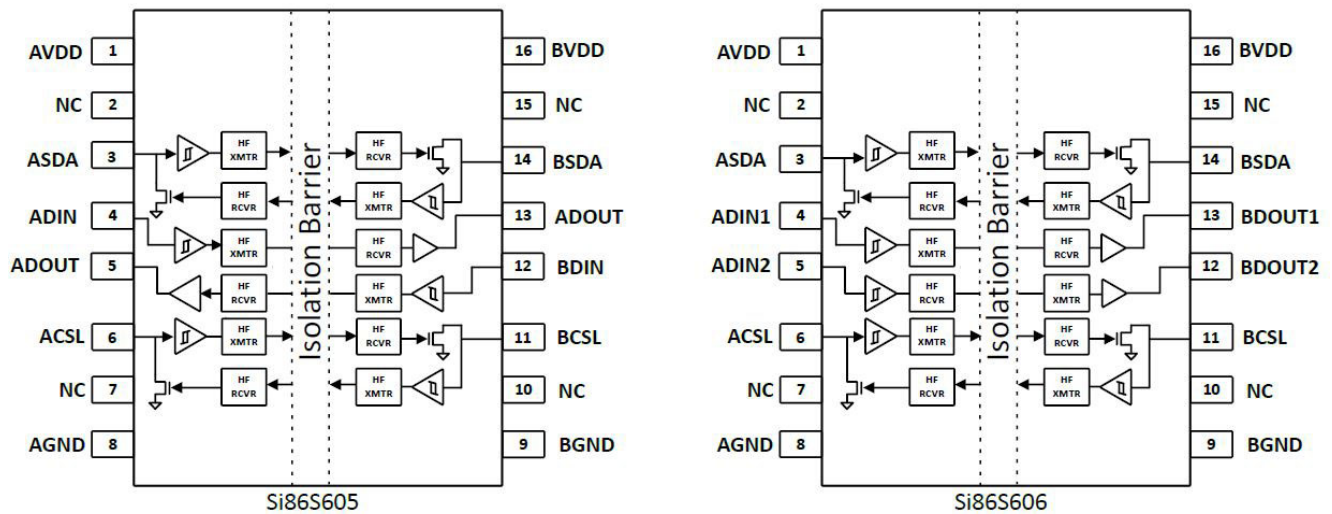 AVDD 1
16 BVDD
NC 2
15 NC
ASDA 3
HF XMTR
HF RCVR
14 BSDA
HF RCVR
HF XMTR
ADIN 4
13 ADOUT
HF XMTR
HF RCVR
ADOUT 5
12 BDIN
HF RCVR
HF XMTR
ACSL 6
HF XMTR
HF RCVR
11 BCSL
NC 7
HF RCVR
HF XMTR
10 NC
AGND 8
9 BGND
Isolation Barrier
Si86S605
AVDD 1
16 BVDD
NC 2
15 NC
ASDA 3
HF XMTR
HF RCVR
14 BSDA
HF RCVR
HF XMTR
ADIN1 4
13 BDOUT1
HF XMTR
HF RCVR
ADIN2 5
12 BDOUT2
HF RCVR
HF XMTR
ACSL 6
HF XMTR
HF RCVR
11 BCSL
NC 7
HF RCVR
HF XMTR
10 NC
AGND 8
9 BGND
Isolation Barrier
Si86S606